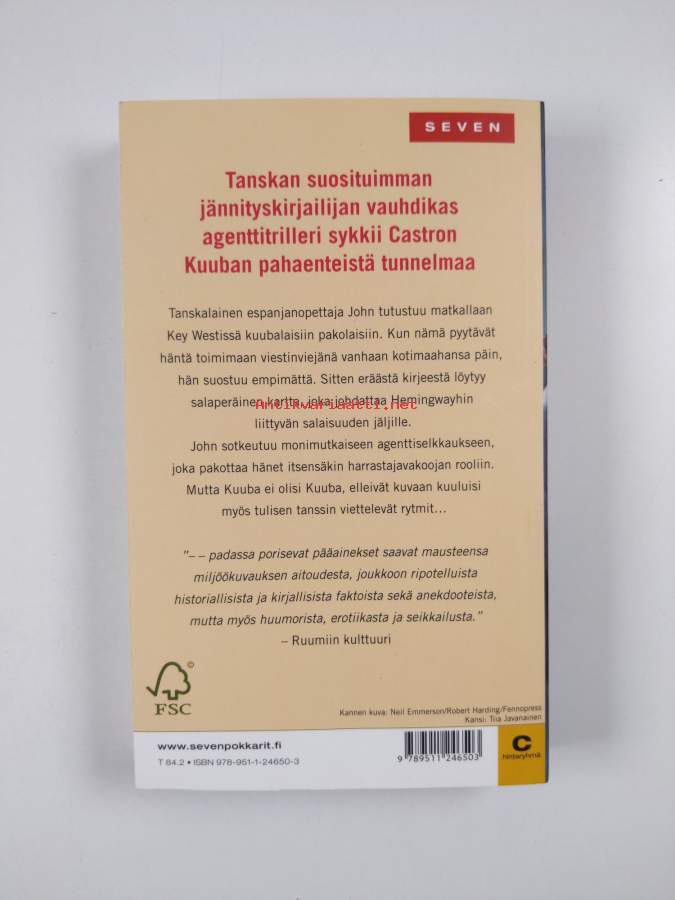 SEVEN
Tanskan suosituimman
jännityskirjailijan vauhdikas
agenttitrilleri sykkii Castron
Kuuban pahaenteistä tunnelmaa
Tanskalainen espanjanopettaja John tutustuu matkallaan
Key Westissä kuubalaisiin pakolaisiin. Kun nämä pyytävät
häntä toimimaan viestinviejänä vanhaan kotimaahansa päin,
hän suostuu empimättä. Sitten eräästä kirjeestä löytyy
salaperäinen kartta, joka johdattaa Hemingwayhin
Antikvariaatti.net
liittyvän salaisuuden jäljille.
John sotkeutuu monimutkaiseen agenttiselkkaukseen,
joka pakottaa hänet itsensäkin harrastajavakoojan rooliin.
Mutta Kuuba ei olisi Kuuba, elleivät kuvaan kuuluisi
myös tulisen tanssin viettelevät rytmit...
"– – padassa porisevat pääainekset saavat mausteensa
miljöökuvauksen aitoudesta, joukkoon ripotelluista
historiallisista ja kirjallisista faktoista sekä anekdooteista,
mutta myös huumorista, erotiikasta ja seikkailusta."
– Ruumiin kulttuuri
©
FSC
Kannen kuva: Neil Emmerson/Robert Harding/Fennopress
Kansi: Tiia Javanainen
www.sevenpokkarit.fi
T 84.2 • ISBN 978-951-1-24650-3
9 789511 246503
C
hintaryhmä